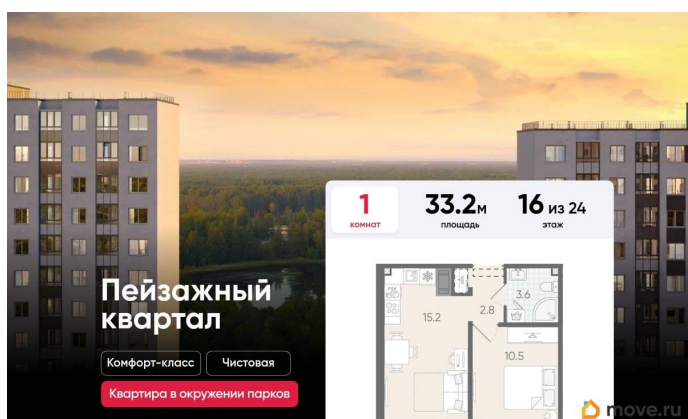 1
комнат
33.2м
площадь
16 из 24
этаж
Пейзажный
квартал
Комфорт-класс
Чистовая
Квартира в окружении парков
15.2
2.8
3.6
10.5
move.ru